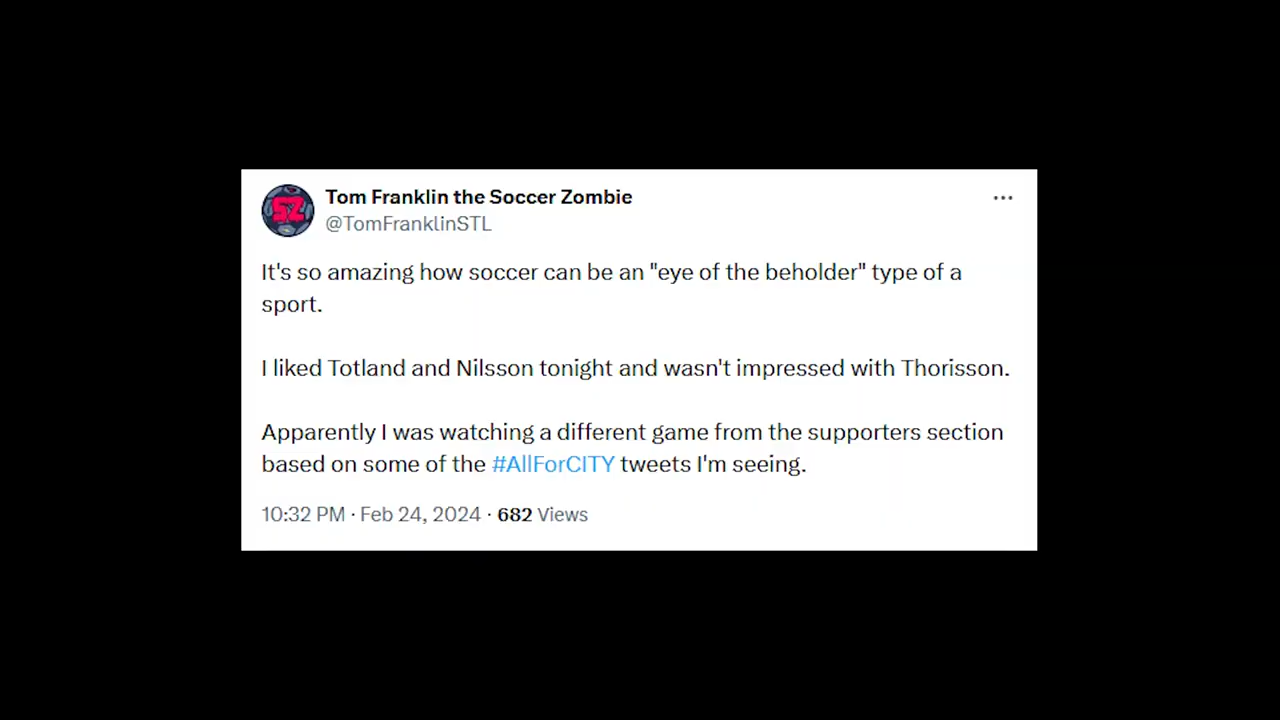 Tom Franklin the Soccer Zombie
@TomFranklinSTL
It's so amazing how soccer can be an "eye of the beholder" type of a
sport.
I liked Totland and Nilsson tonight and wasn't impressed with Thorisson.
Apparently I was watching a different game from the supporters section
based on some of the #AllForCITY tweets I'm seeing.
10:32 PM · Feb 24, 2024 · 682 Views
SZ